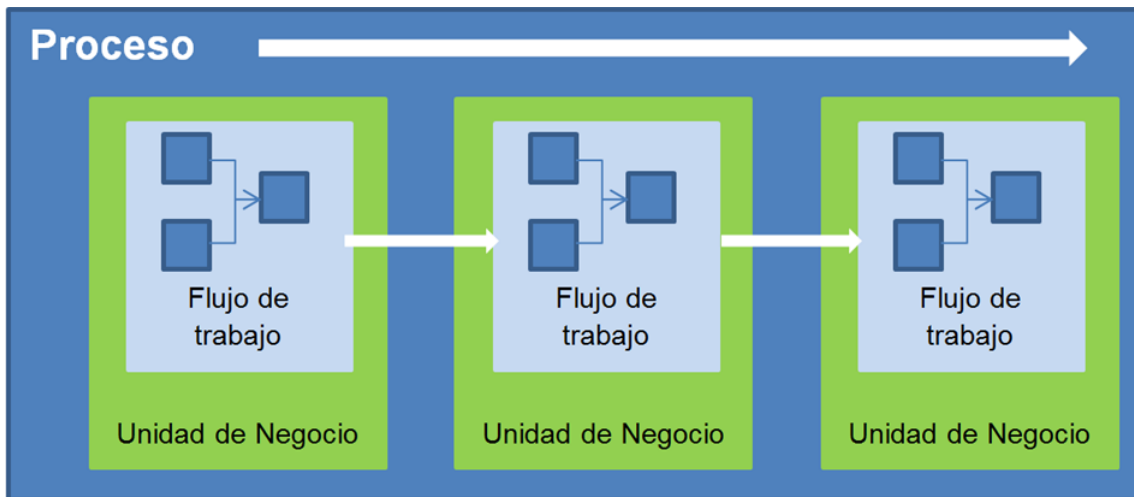 Proceso
Flujo de
trabajo
Unidad de Negocio
Flujo de
trabajo
Unidad de Negocio
Flujo de
trabajo
Unidad de Negocio